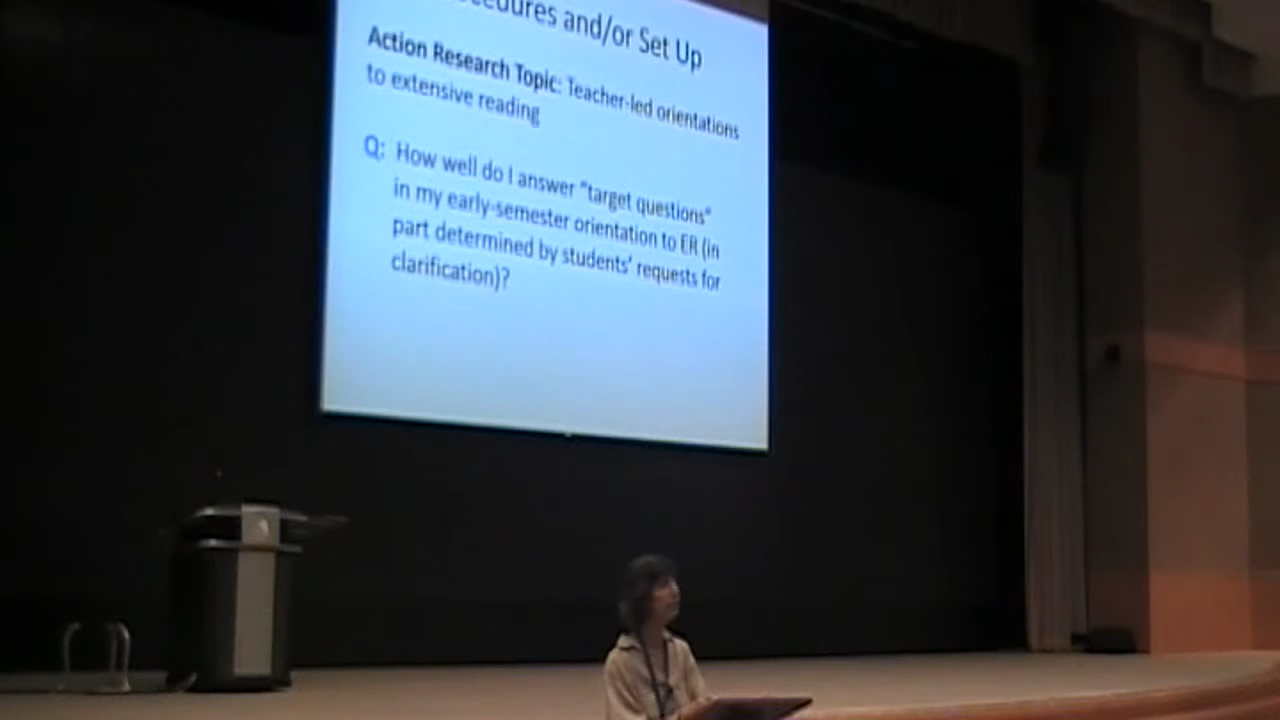 and/or Set Up
Action Research Topic: Teacher-led orientations
to extensive reading
Q: How well do I answer "target questions"
in my early-semester orientation to ER (in
part determined by students' requests for
clarification)?